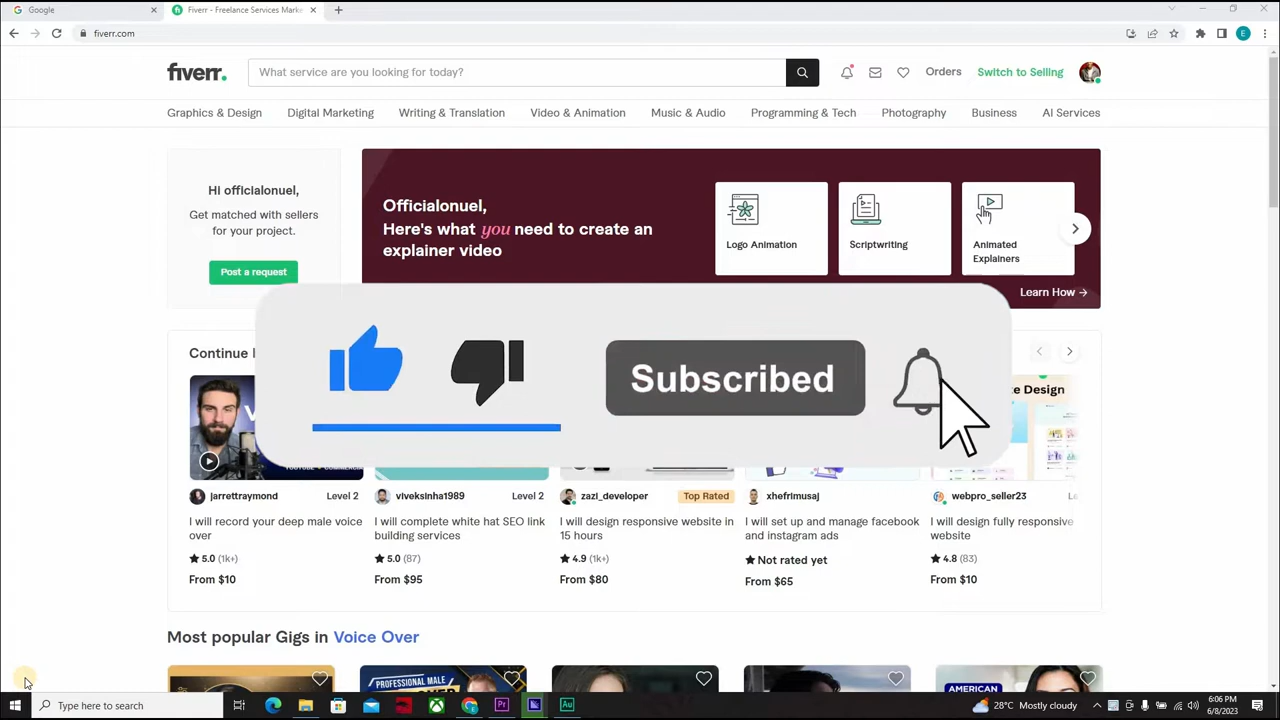 Google
Fiverr - Freelance Services Marke
fiverr.com
E
fiverr.
What service are you looking for today?
Orders
Switch to Selling
Graphics & Design
Digital Marketing
Writing & Translation
Video & Animation
Music & Audio
Programming & Tech
Photography
Business
AI Services
Hi officialonuel,
Get matched with sellers
for your project.
Post a request
Officialonuel,
Here's what you need to create an
explainer video
Logo Animation
Scriptwriting
Animated
Explainers
Learn How →
Continue
Subscribed
e Design
jarrettraymond
Level 2
I will record your deep male voice
over
5.0 (1k+)
From $10
viveksinha1989
Level 2
I will complete white hat SEO link
building services
5.0 (87)
From $95
zazi_developer
Top Rated
I will design responsive website in
15 hours
4.9 (1k+)
From $80
xhefrimusaj
I will set up and manage facebook
and instagram ads
Not rated yet
From $65
webpro_seller23
Le
I will design fully responsive
website
4.8 (83)
From $10
Most popular Gigs in Voice Over
PROFESSIONAL MALE
AMERICAN
Type here to search
Pr
Au
28°C Mostly cloudy
6:06 PM
6/8/2023